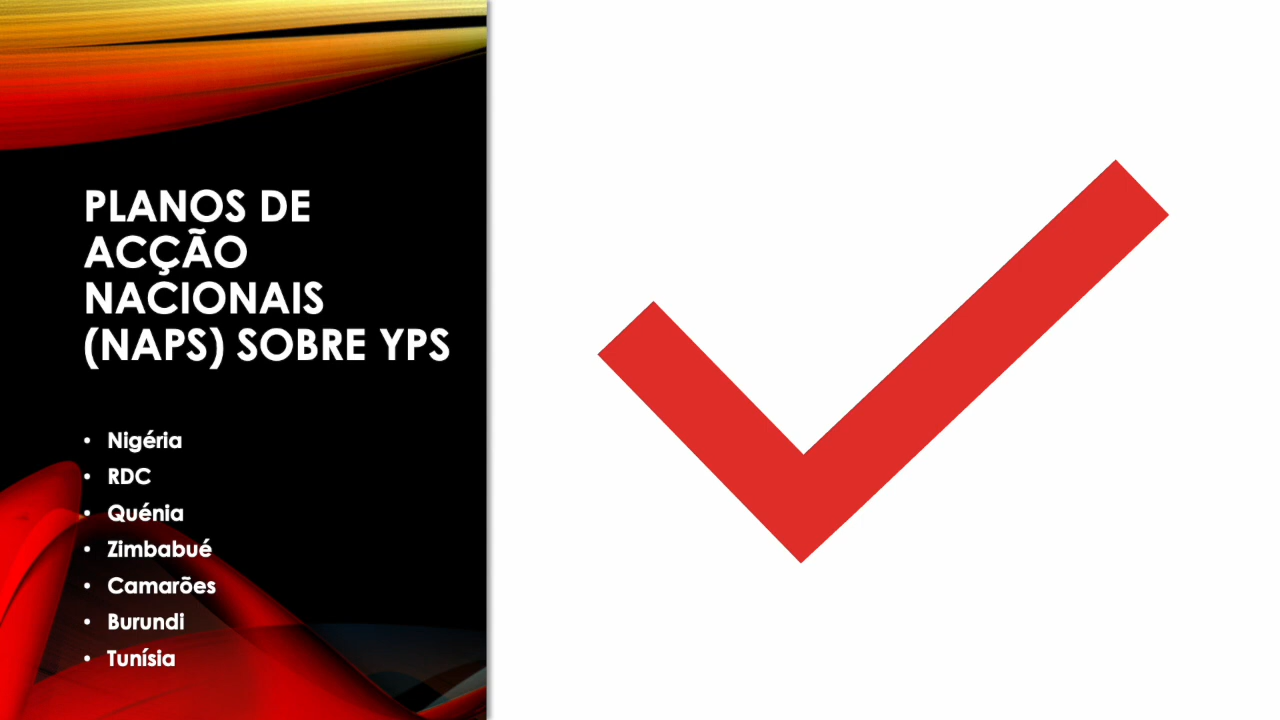 PLANOS DE
ACÇÃO
NACIONAIS
(NAPS) SOBRE YPS
• Nigéria
• RDC
• Quénia
• Zimbabué
• Camarões
• Burundi
• Tunísia